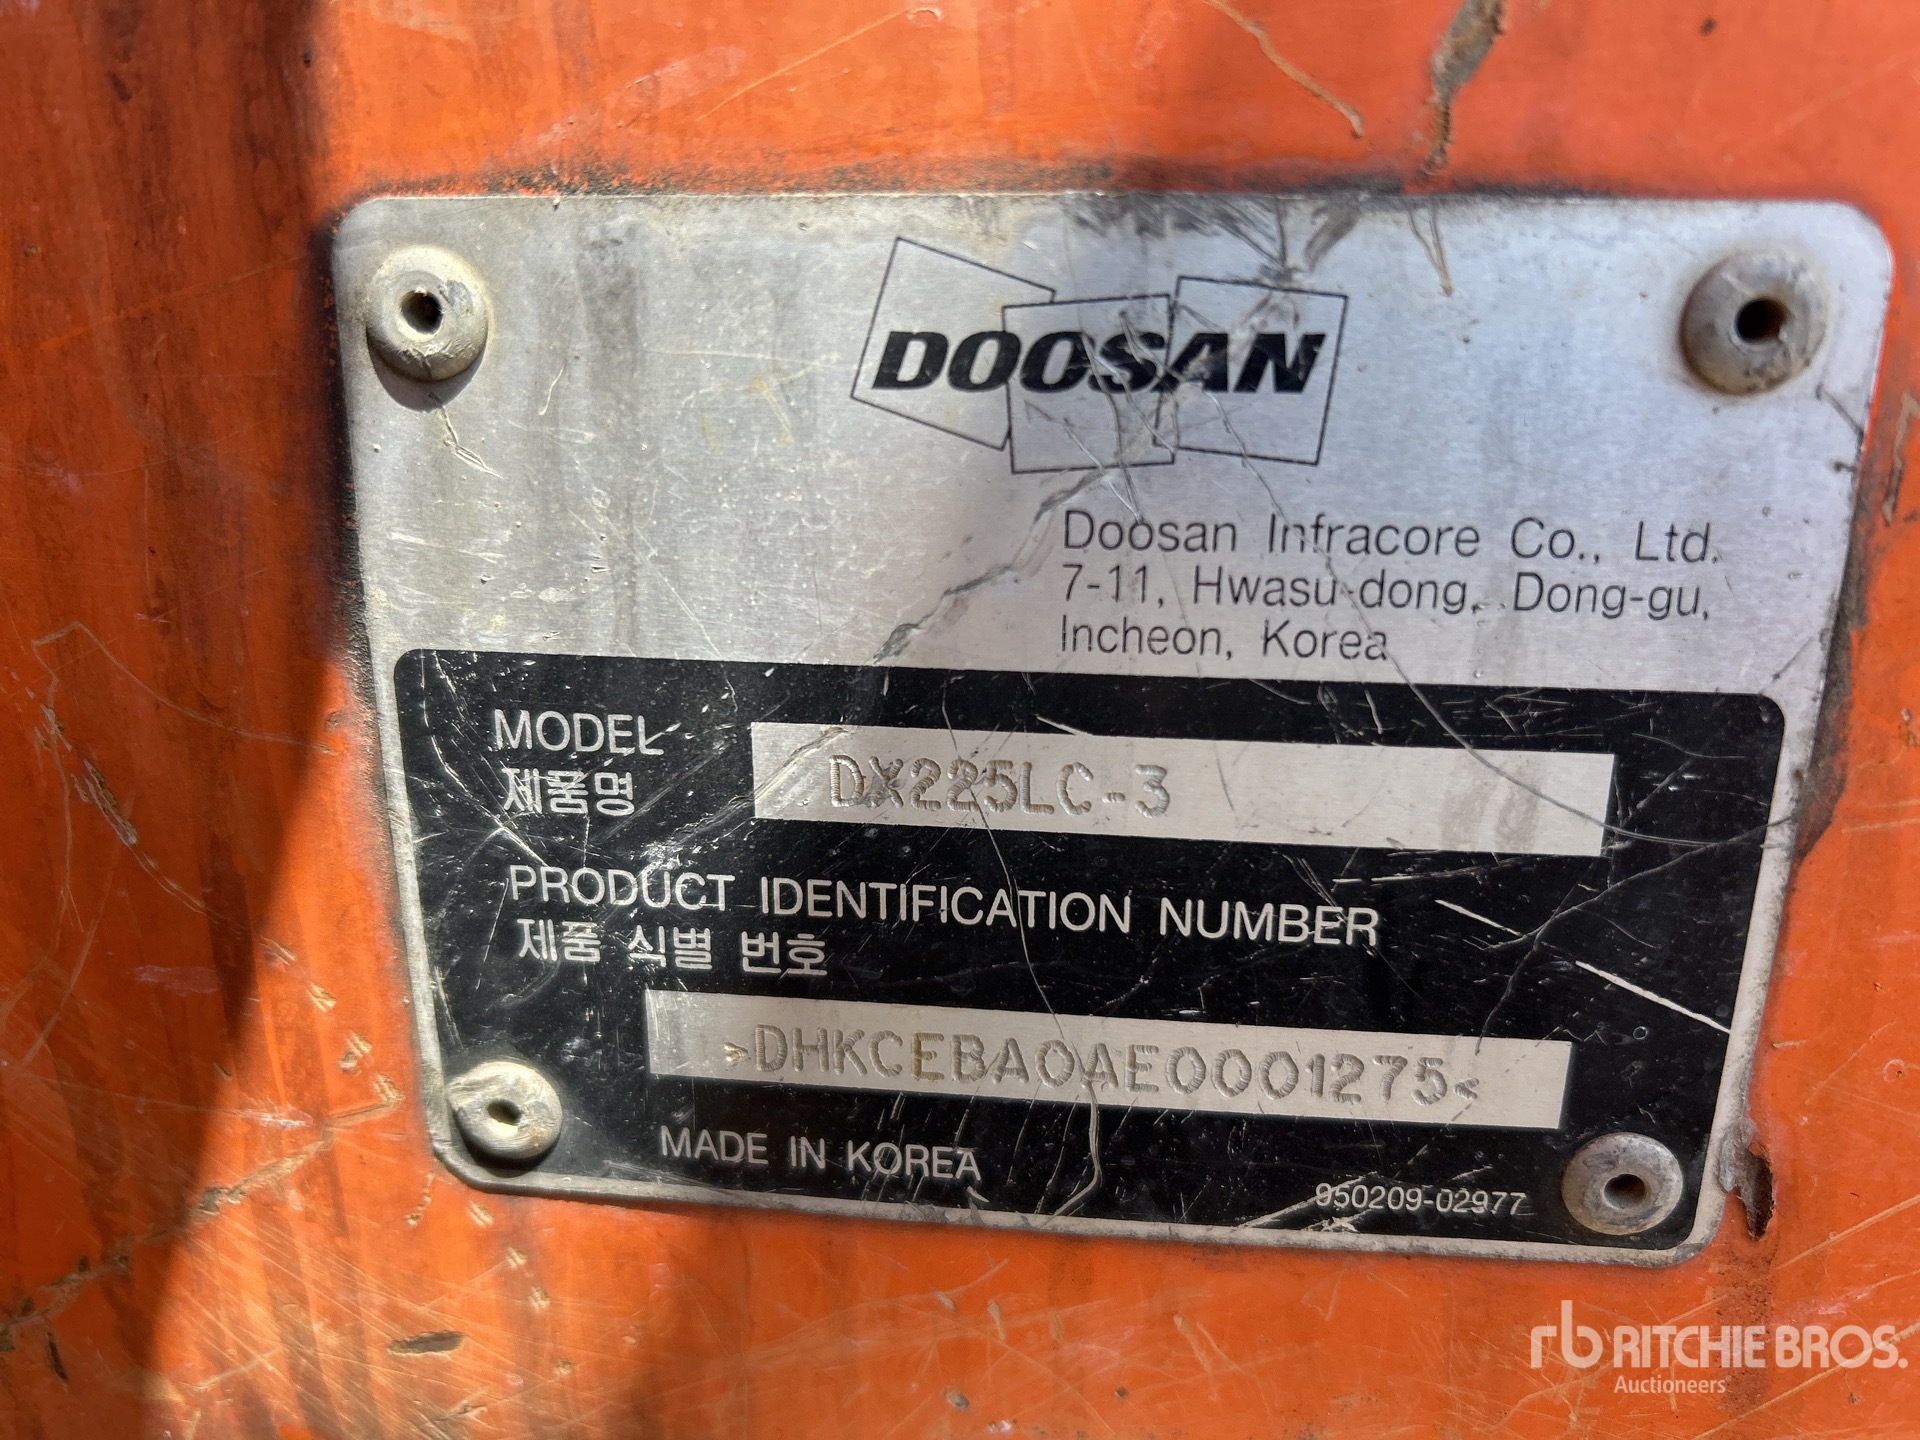 DOOSAN
Doosan Infracore Co., Ltd.
7-11, Hwasu-dong, Dong-gu,
Incheon, Korea
MODEL
제품명
DX225LC-3
PRODUCT IDENTIFICATION NUMBER
제품 식별 번호
>DHKCEBA0AE0001275<
MADE IN KOREA
950209-02977
rb RITCHIE BROS.
Auctioneers